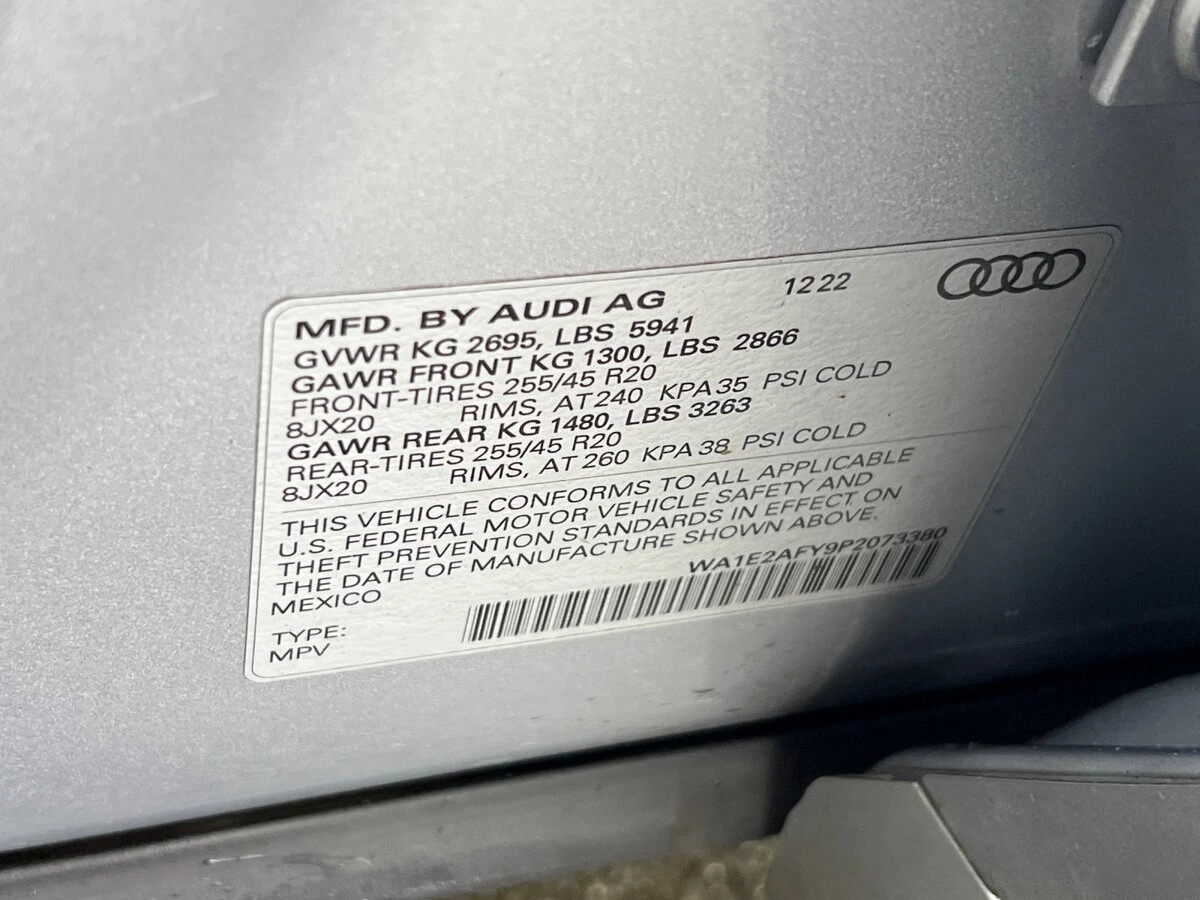 MFD. BY AUDI AG 12 22
GVWR KG 2695, LBS 5941
GAWR FRONT KG 1300, LBS 2866
FRONT-TIRES 255/45 R20
8JX20 RIMS, AT 240 KPA 35 PSI COLD
GAWR REAR KG 1480, LBS 3263
REAR-TIRES 255/45 R20
8JX20 RIMS, AT 260 KPA 38 PSI COLD
THIS VEHICLE CONFORMS TO ALL APPLICABLE
U.S. FEDERAL MOTOR VEHICLE SAFETY AND
THEFT PREVENTION STANDARDS IN EFFECT ON
THE DATE OF MANUFACTURE SHOWN ABOVE.
MEXICO WA1E2AFY9P2073380
TYPE:
MPV